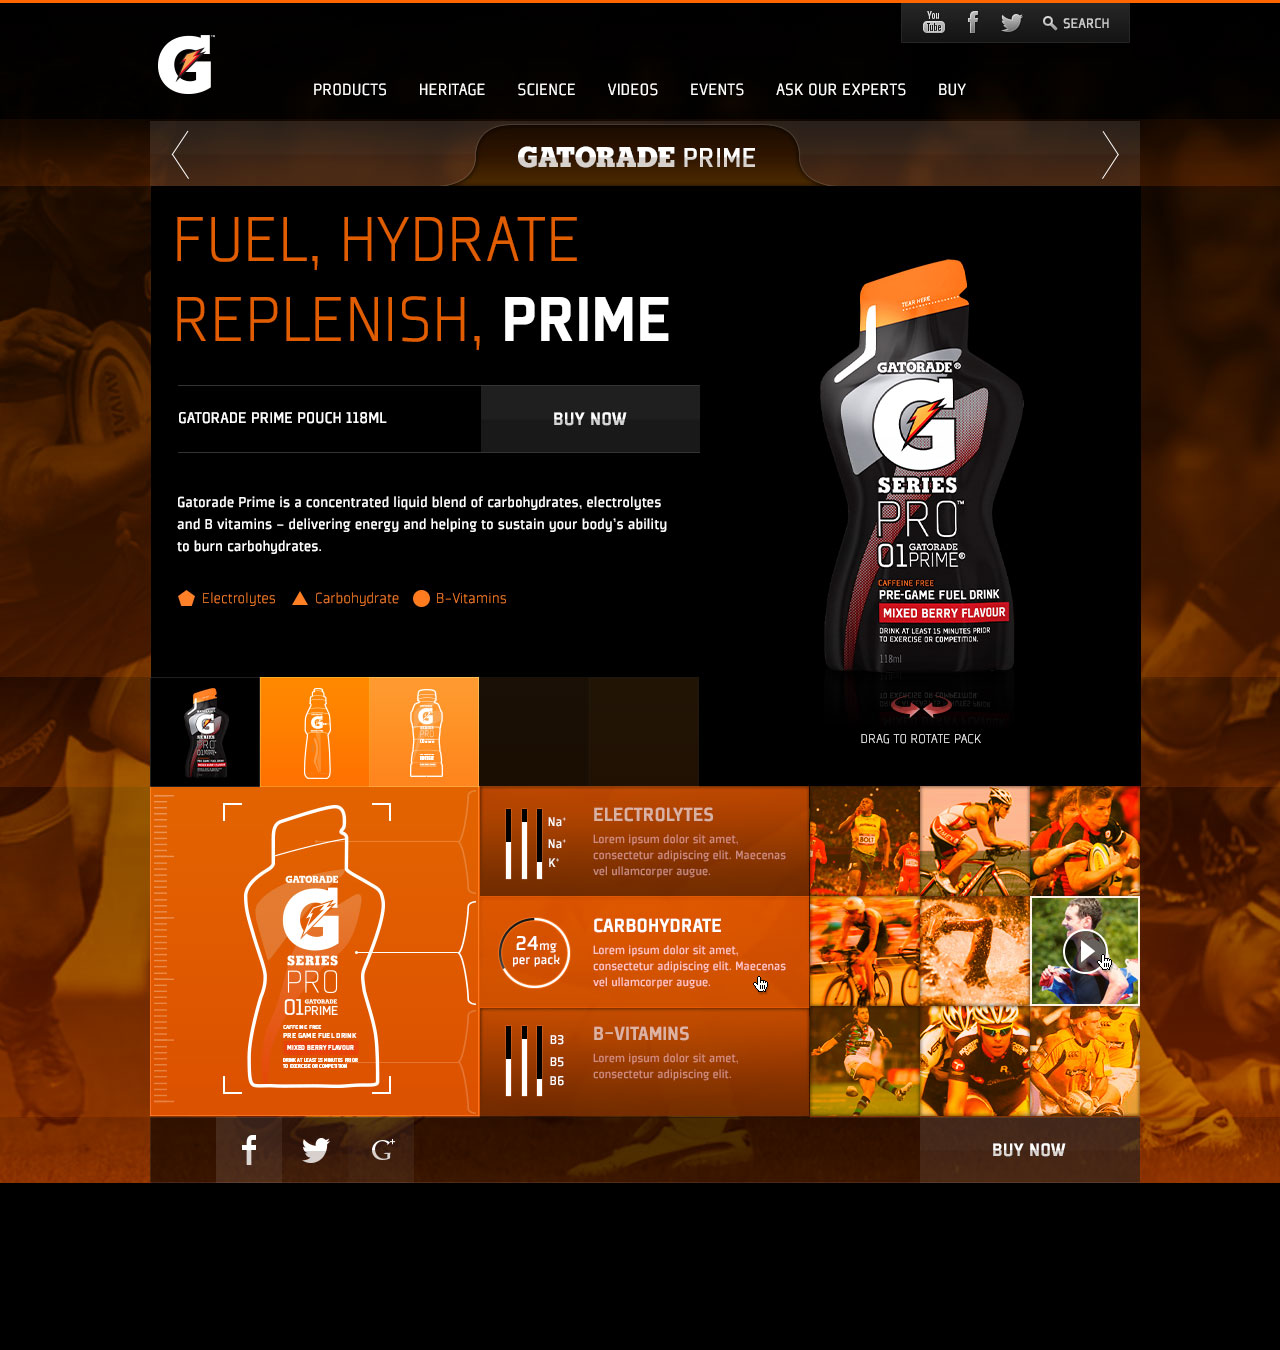 You
Tube
SEARCH
G
PRODUCTS HERITAGE SCIENCE VIDEOS EVENTS ASK OUR EXPERTS BUY
GATORADE PRIME
FUEL, HYDRATE
REPLENISH, PRIME
GATORADE PRIME POUCH 118ML
BUY NOW
Gatorade Prime is a concentrated liquid blend of carbohydrates, electrolytes
and B vitamins – delivering energy and helping to sustain your body's ability
to burn carbohydrates.
Electrolytes Carbohydrate B-Vitamins
TEAR HERE
GATORADE®
G
SERIES
PRO™
01 GATORADE PRIME®
CAFFEINE FREE
PRE-GAME FUEL DRINK
MIXED BERRY FLAVOUR
DRINK AT LEAST 15 MINUTES PRIOR
TO EXERCISE OR COMPETITION.
118ml
DRAG TO ROTATE PACK
GATORADE
G
SERIES
PRO
01 GATORADE PRIME
CAFFEINE FREE
PRE GAME FUEL DRINK
MIXED BERRY FLAVOUR
DRINK AT LEAST 15 MINUTES PRIOR
TO EXERCISE OR COMPETITION
Na⁺
Na⁺
K⁺
ELECTROLYTES
Lorem ipsum dolor sit amet,
consectetur adipiscing elit. Maecenas
vel ullamcorper augue.
24mg
per pack
CARBOHYDRATE
Lorem ipsum dolor sit amet,
consectetur adipiscing elit. Maecenas
vel ullamcorper augue.
B3
B5
B6
B-VITAMINS
Lorem ipsum dolor sit amet,
consectetur adipiscing elit.
BOLT
G+
BUY NOW